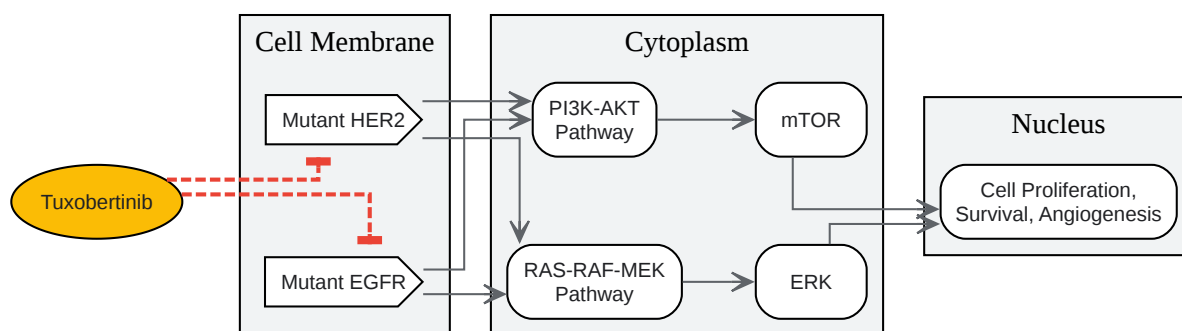 Cell Membrane
Cytoplasm
Nucleus
Tuxobertinib
Mutant HER2
Mutant EGFR
PI3K-AKT
Pathway
mTOR
RAS-RAF-MEK
Pathway
ERK
Cell Proliferation,
Survival, Angiogenesis